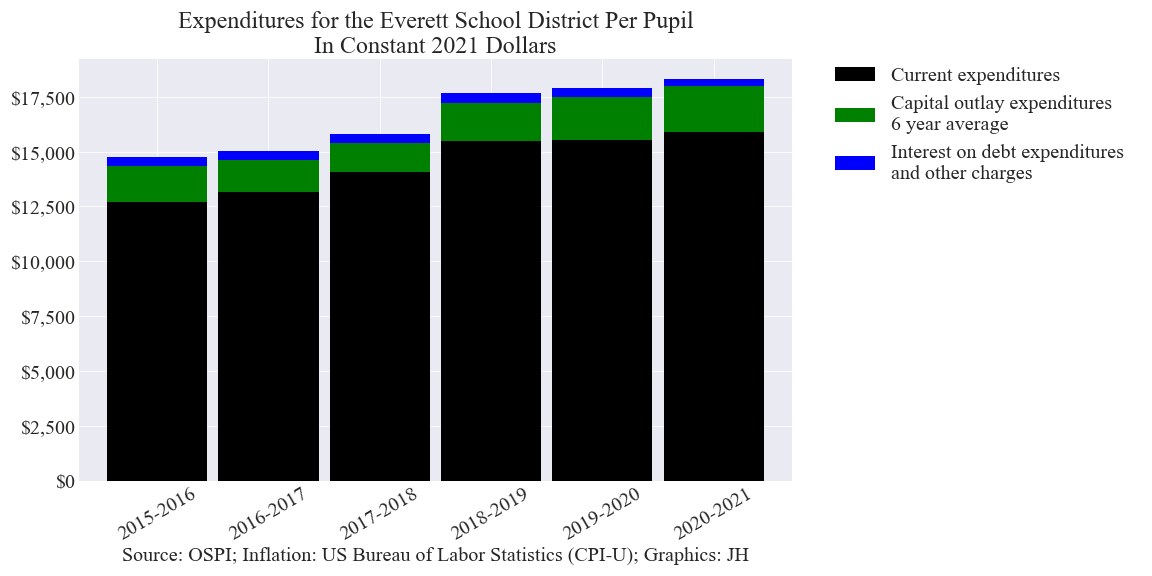 Expenditures for the Everett School District Per Pupil
In Constant 2021 Dollars
$17,500
$15,000
$12,500
$10,000
$7,500
$5,000
$2,500
$0
2015-2016
2016-2017
2017-2018
2018-2019
2019-2020
2020-2021
Source: OSPI; Inflation: US Bureau of Labor Statistics (CPI-U); Graphics: JH
Current expenditures
Capital outlay expenditures
6 year average
Interest on debt expenditures
and other charges